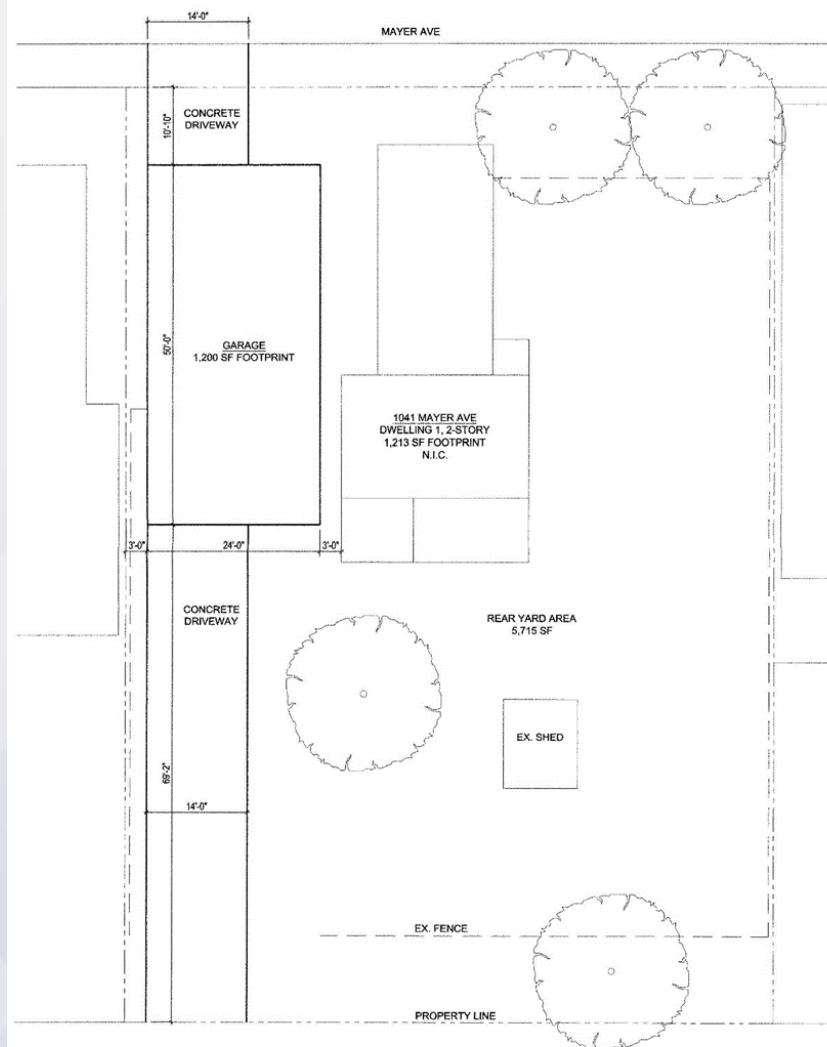 14'-0"
MAYER AVE
CONCRETE
DRIVEWAY
10'-10"
50'-0"
GARAGE
1,200 SF FOOTPRINT
1041 MAYER AVE
DWELLING 1, 2-STORY
1,213 SF FOOTPRINT
N.I.C.
3'-0"
24'-0"
3'-0"
CONCRETE
DRIVEWAY
REAR YARD AREA
5,715 SF
EX. SHED
69'-2"
14'-0"
EX. FENCE
PROPERTY LINE